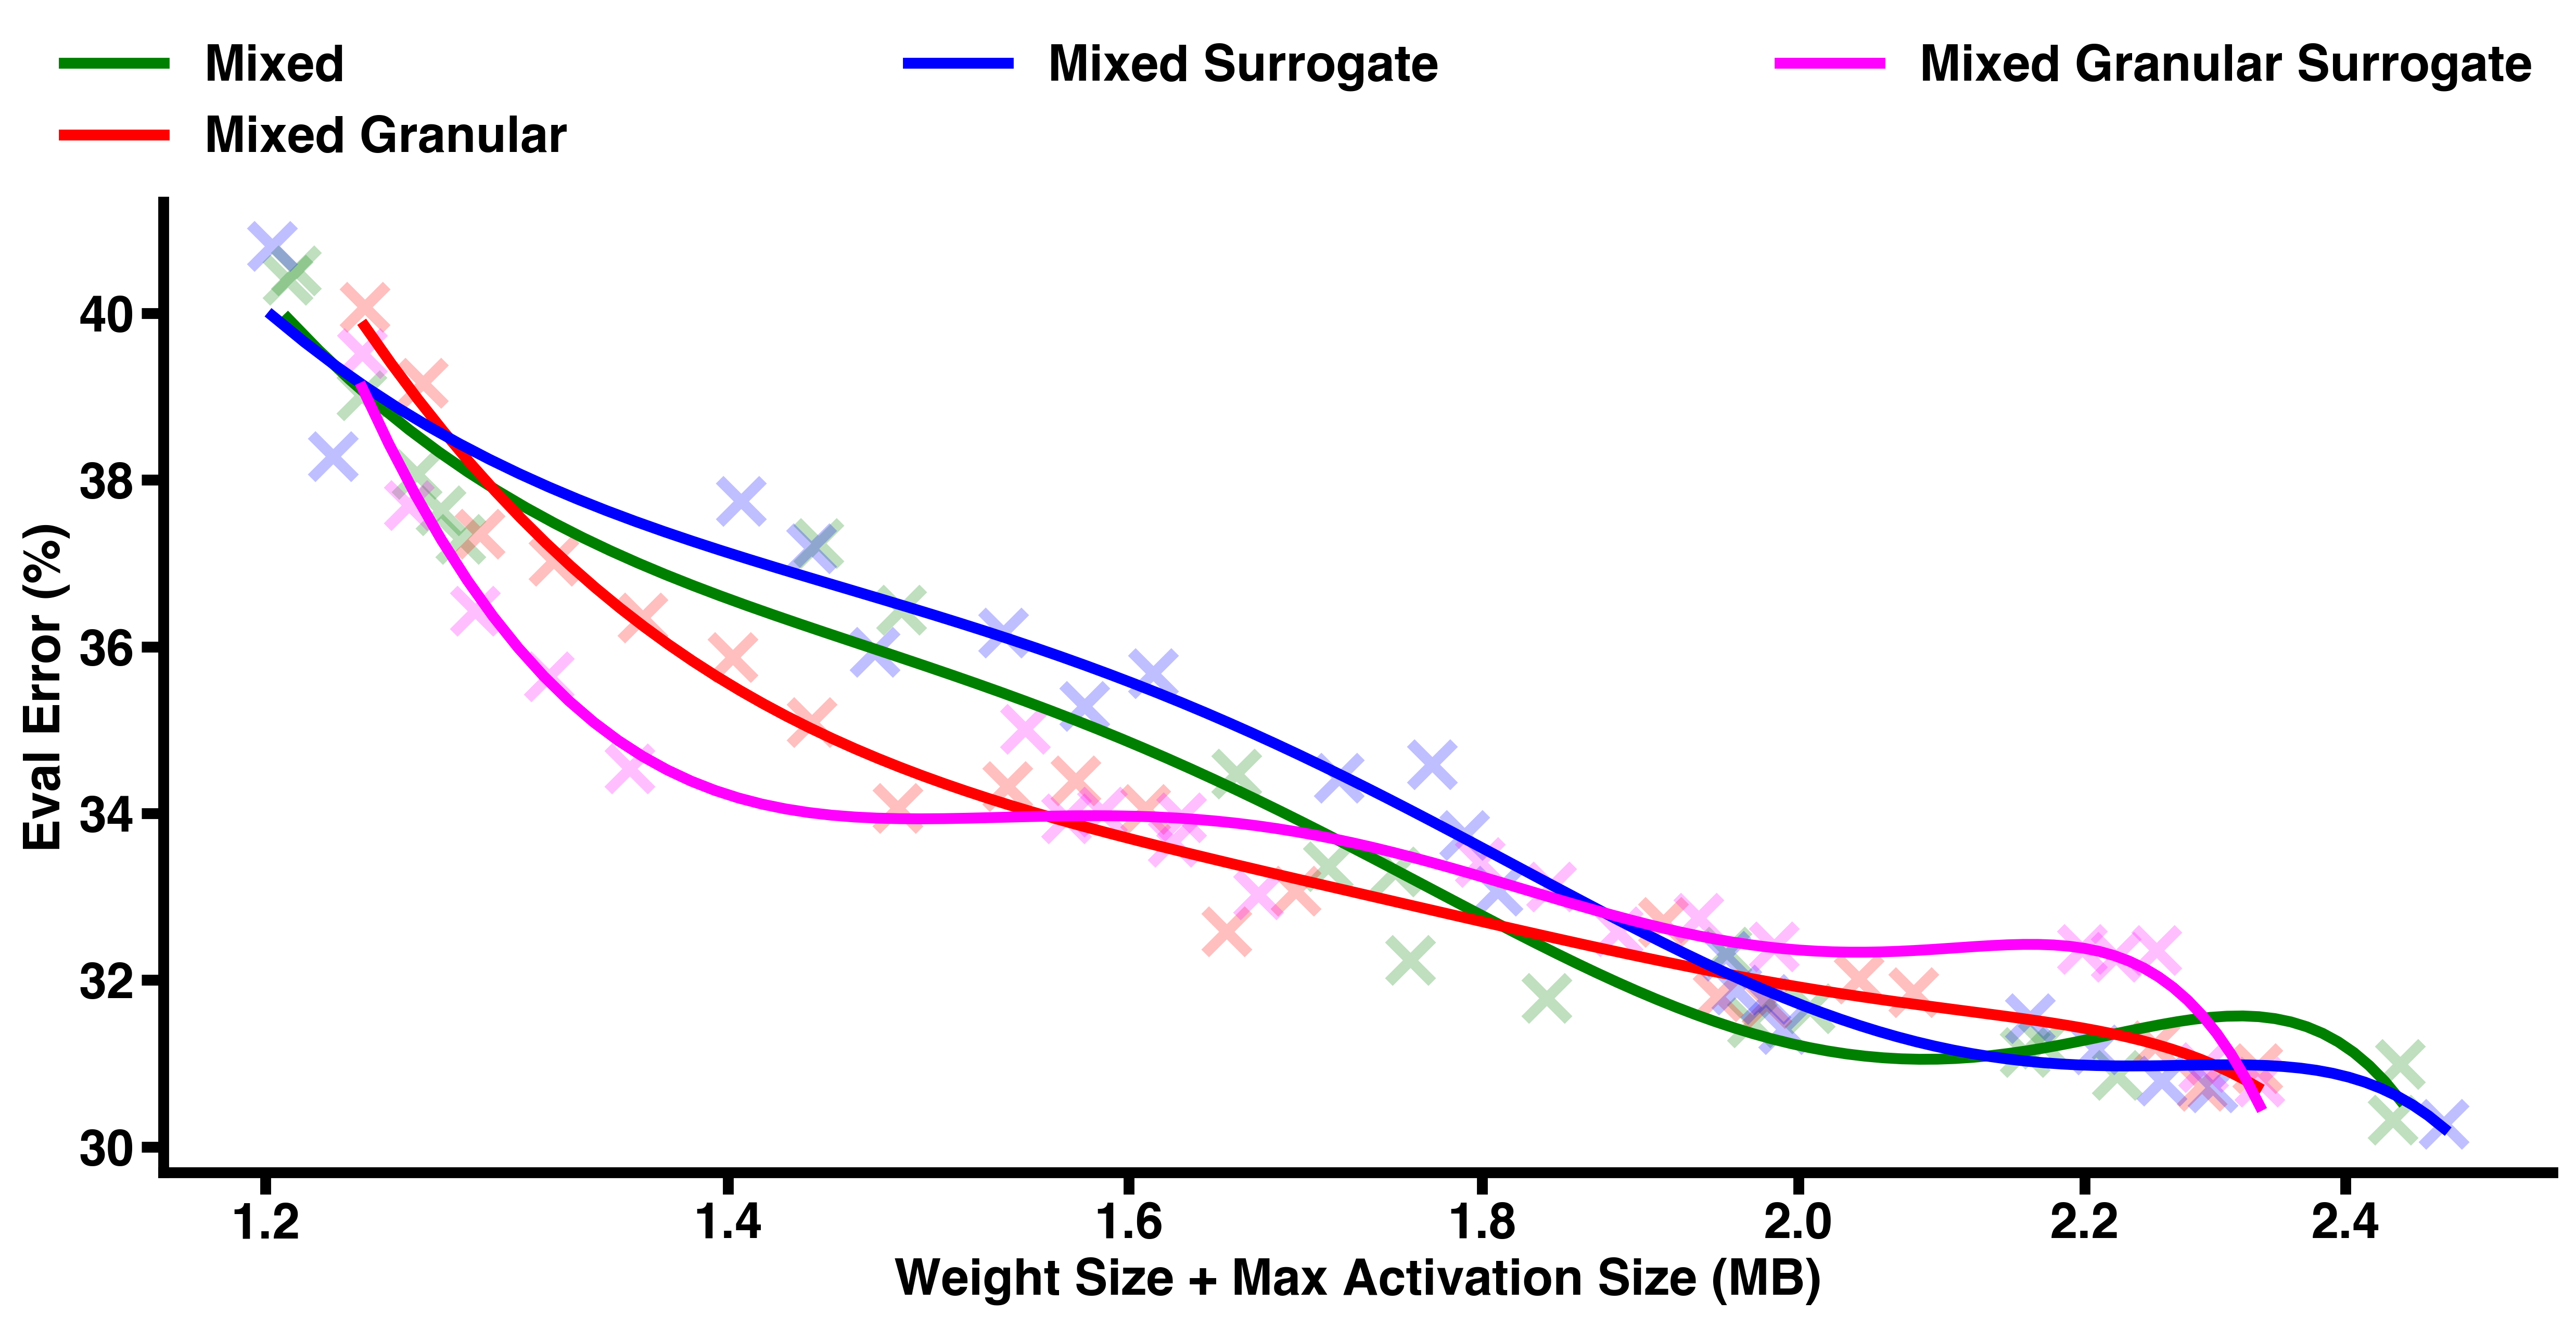 Mixed
Mixed Granular
Mixed Surrogate
Mixed Granular Surrogate
Eval Error (%)
40
38
36
34
32
30
1.2 1.4 1.6 1.8 2.0 2.2 2.4
Weight Size + Max Activation Size (MB)